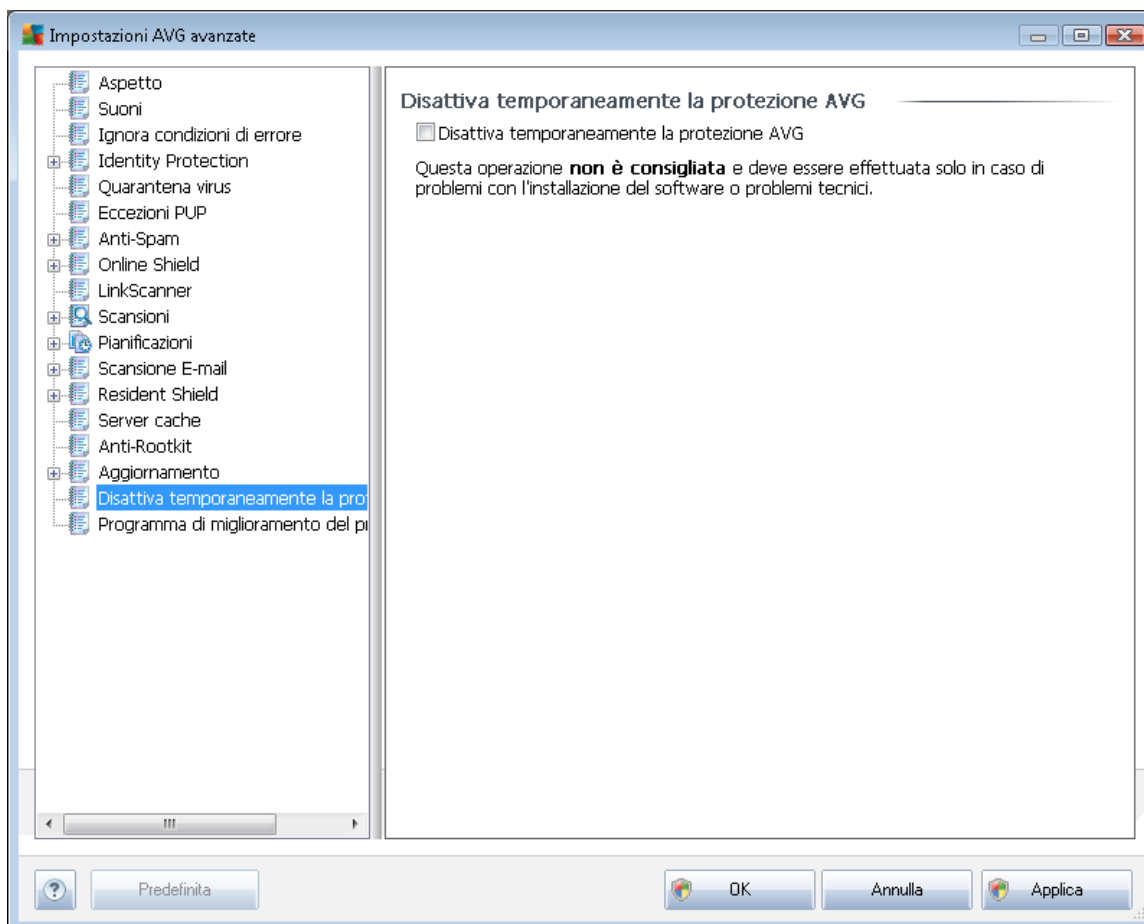 Impostazioni AVG avanzate
Aspetto
Suoni
Ignora condizioni di errore
Identity Protection
Quarantena virus
Eccezioni PUP
Anti-Spam
Online Shield
LinkScanner
Scansioni
Pianificazioni
Scansione E-mail
Resident Shield
Server cache
Anti-Rootkit
Aggiornamento
Disattiva temporaneamente la pro
Programma di miglioramento del p
Disattiva temporaneamente la protezione AVG
Disattiva temporaneamente la protezione AVG
Questa operazione non è consigliata e deve essere effettuata solo in caso di
problemi con l'installazione del software o problemi tecnici.
?
Predefinita
OK
Annulla
Applica